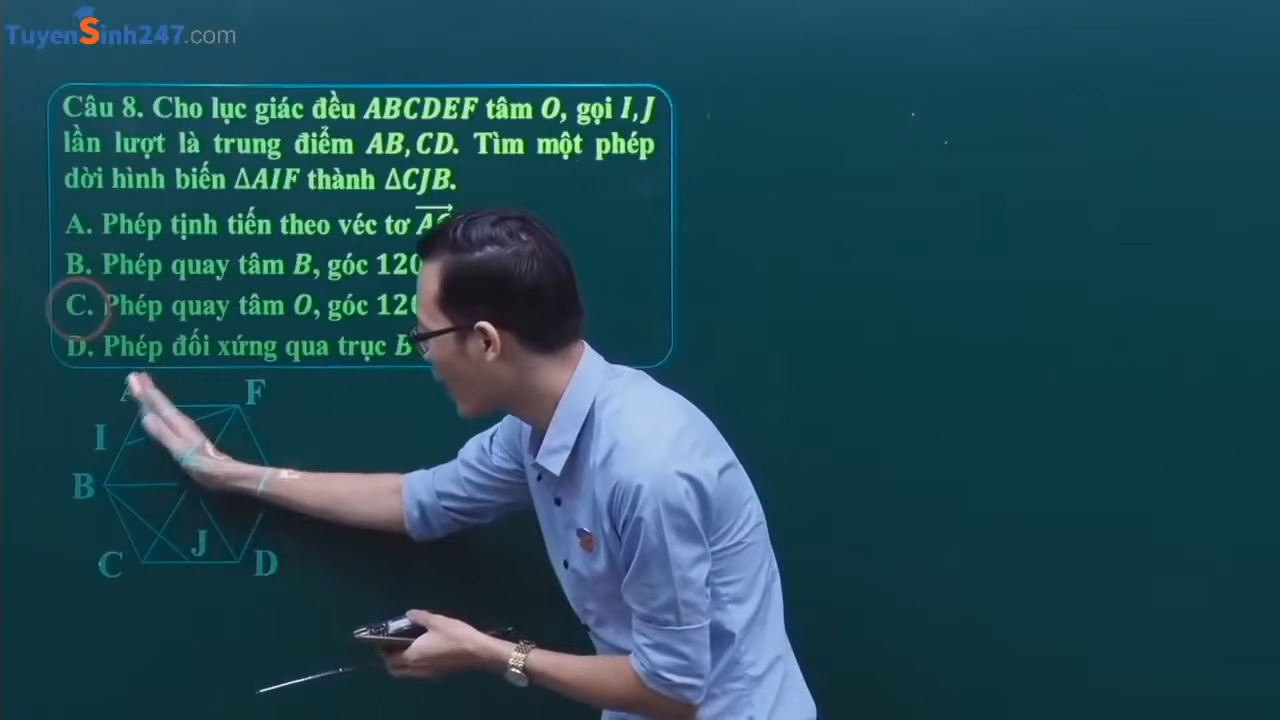 TuyenSinh247.com
Câu 8. Cho lục giác đều ABCDEF tâm O, gọi I, J
lần lượt là trung điểm AB, CD. Tìm một phép
dời hình biến ΔAIF thành ΔCJB.
A. Phép tịnh tiến theo véc tơ
B. Phép quay tâm B, góc
C. Phép quay tâm O, góc
D. Phép đối xứng qua trục
A F
I
B
J
C D